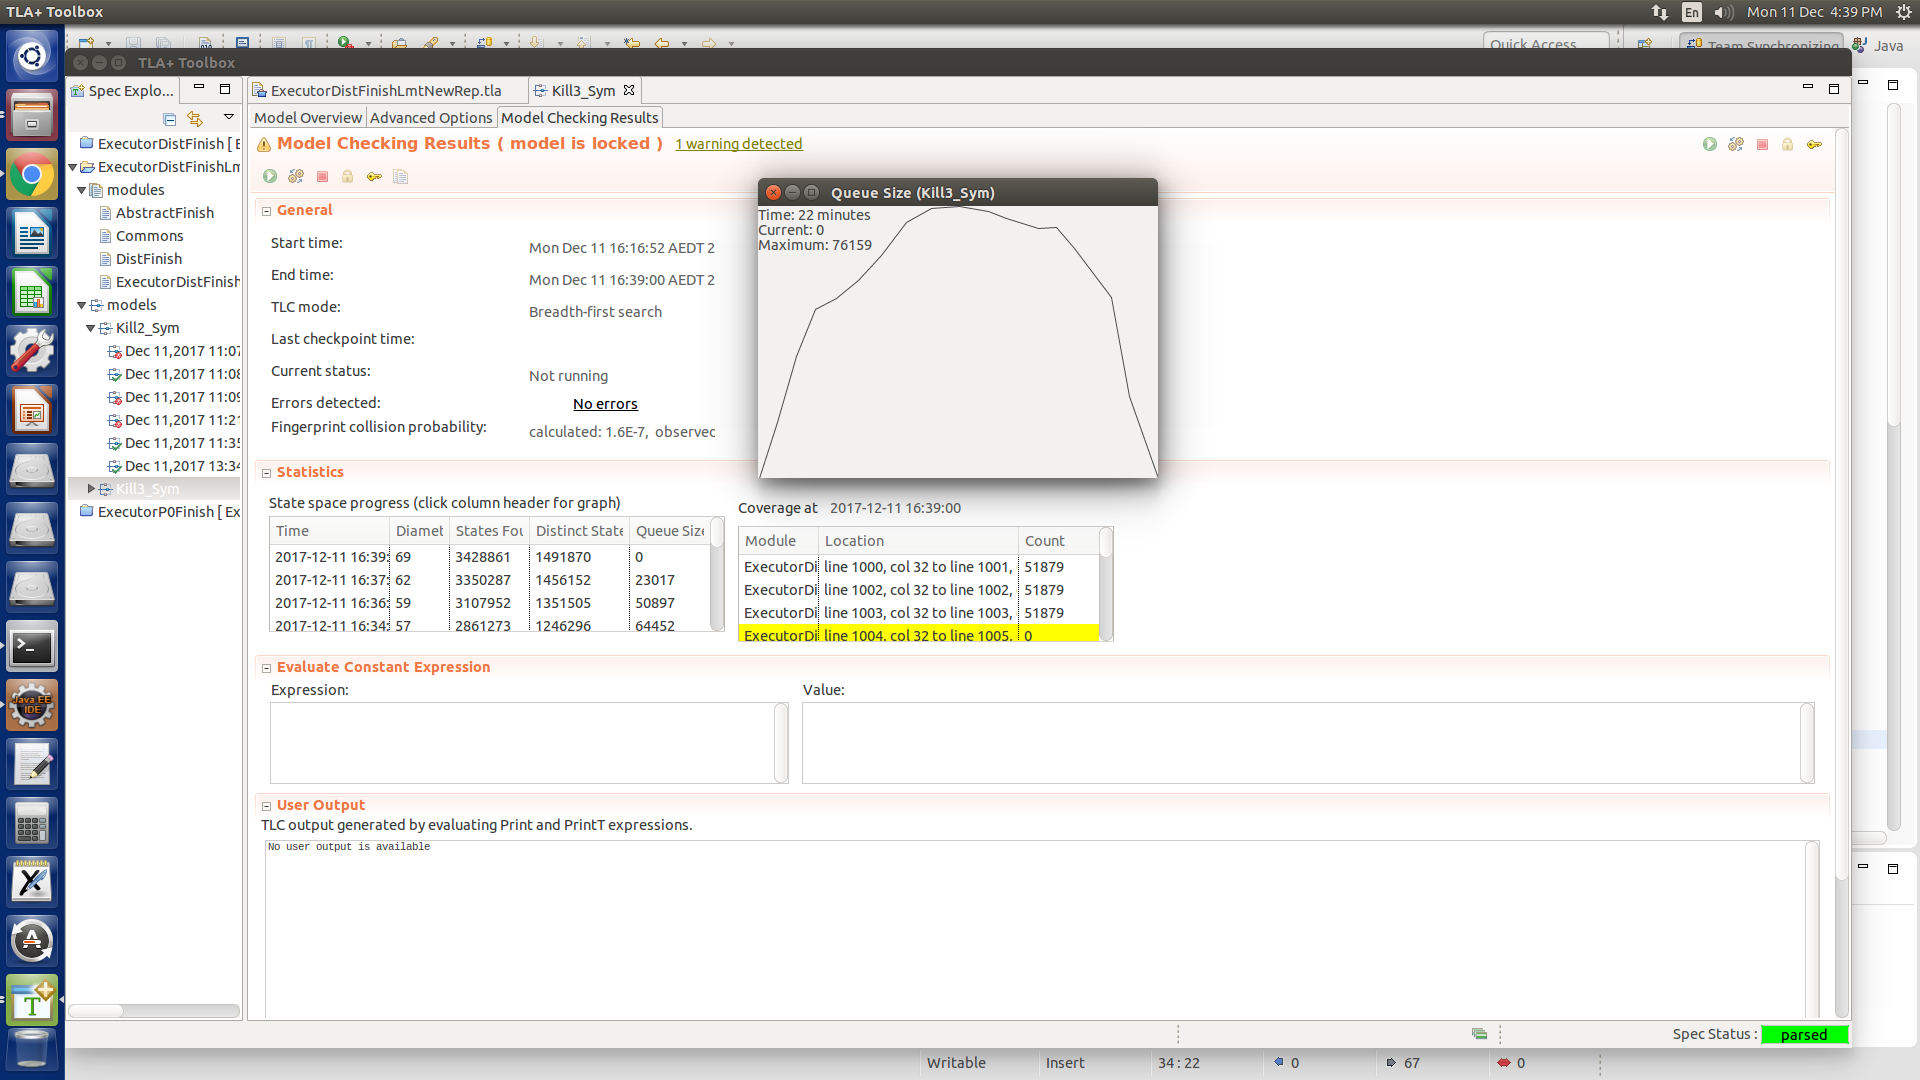 TLA+ Toolbox
En
Mon 11 Dec 4:39 PM
Quick Access
Team Synchronizing
Java
TLA+ Toolbox
Spec Explo...
ExecutorDistFinishLmtNewRep.tla
Kill3_Sym
Model Overview
Advanced Options
Model Checking Results
Model Checking Results ( model is locked )
1 warning detected
ExecutorDistFinish [ E
ExecutorDistFinishLm
modules
AbstractFinish
Commons
DistFinish
ExecutorDistFinish
models
Kill2_Sym
Dec 11,2017 11:07
Dec 11,2017 11:08
Dec 11,2017 11:09
Dec 11,2017 11:21
Dec 11,2017 11:35
Dec 11,2017 13:34
Kill3_Sym
ExecutorP0Finish [ Ex
General
Start time:
Mon Dec 11 16:16:52 AEDT 2
End time:
Mon Dec 11 16:39:00 AEDT 2
TLC mode:
Breadth-first search
Last checkpoint time:
Current status:
Not running
Errors detected:
No errors
Fingerprint collision probability:
calculated: 1.6E-7, observed
Queue Size (Kill3_Sym)
Time: 22 minutes
Current: 0
Maximum: 76159
Statistics
State space progress (click column header for graph)
Time Diamet States Fou Distinct State Queue Size
2017-12-11 16:39: 69 3428861 1491870 0
2017-12-11 16:37: 62 3350287 1456152 23017
2017-12-11 16:36: 59 3107952 1351505 50897
2017-12-11 16:34: 57 2861273 1246296 64452
Coverage at 2017-12-11 16:39:00
Module Location Count
ExecutorDi line 1000, col 32 to line 1001, 51879
ExecutorDi line 1002, col 32 to line 1002, 51879
ExecutorDi line 1003, col 32 to line 1003, 51879
ExecutorDi line 1004, col 32 to line 1005, 0
Evaluate Constant Expression
Expression:
Value:
User Output
TLC output generated by evaluating Print and PrintT expressions.
No user output is available
Java EE
IDE
Spec Status :
parsed
Writable
Insert
34 : 22
0
67
0